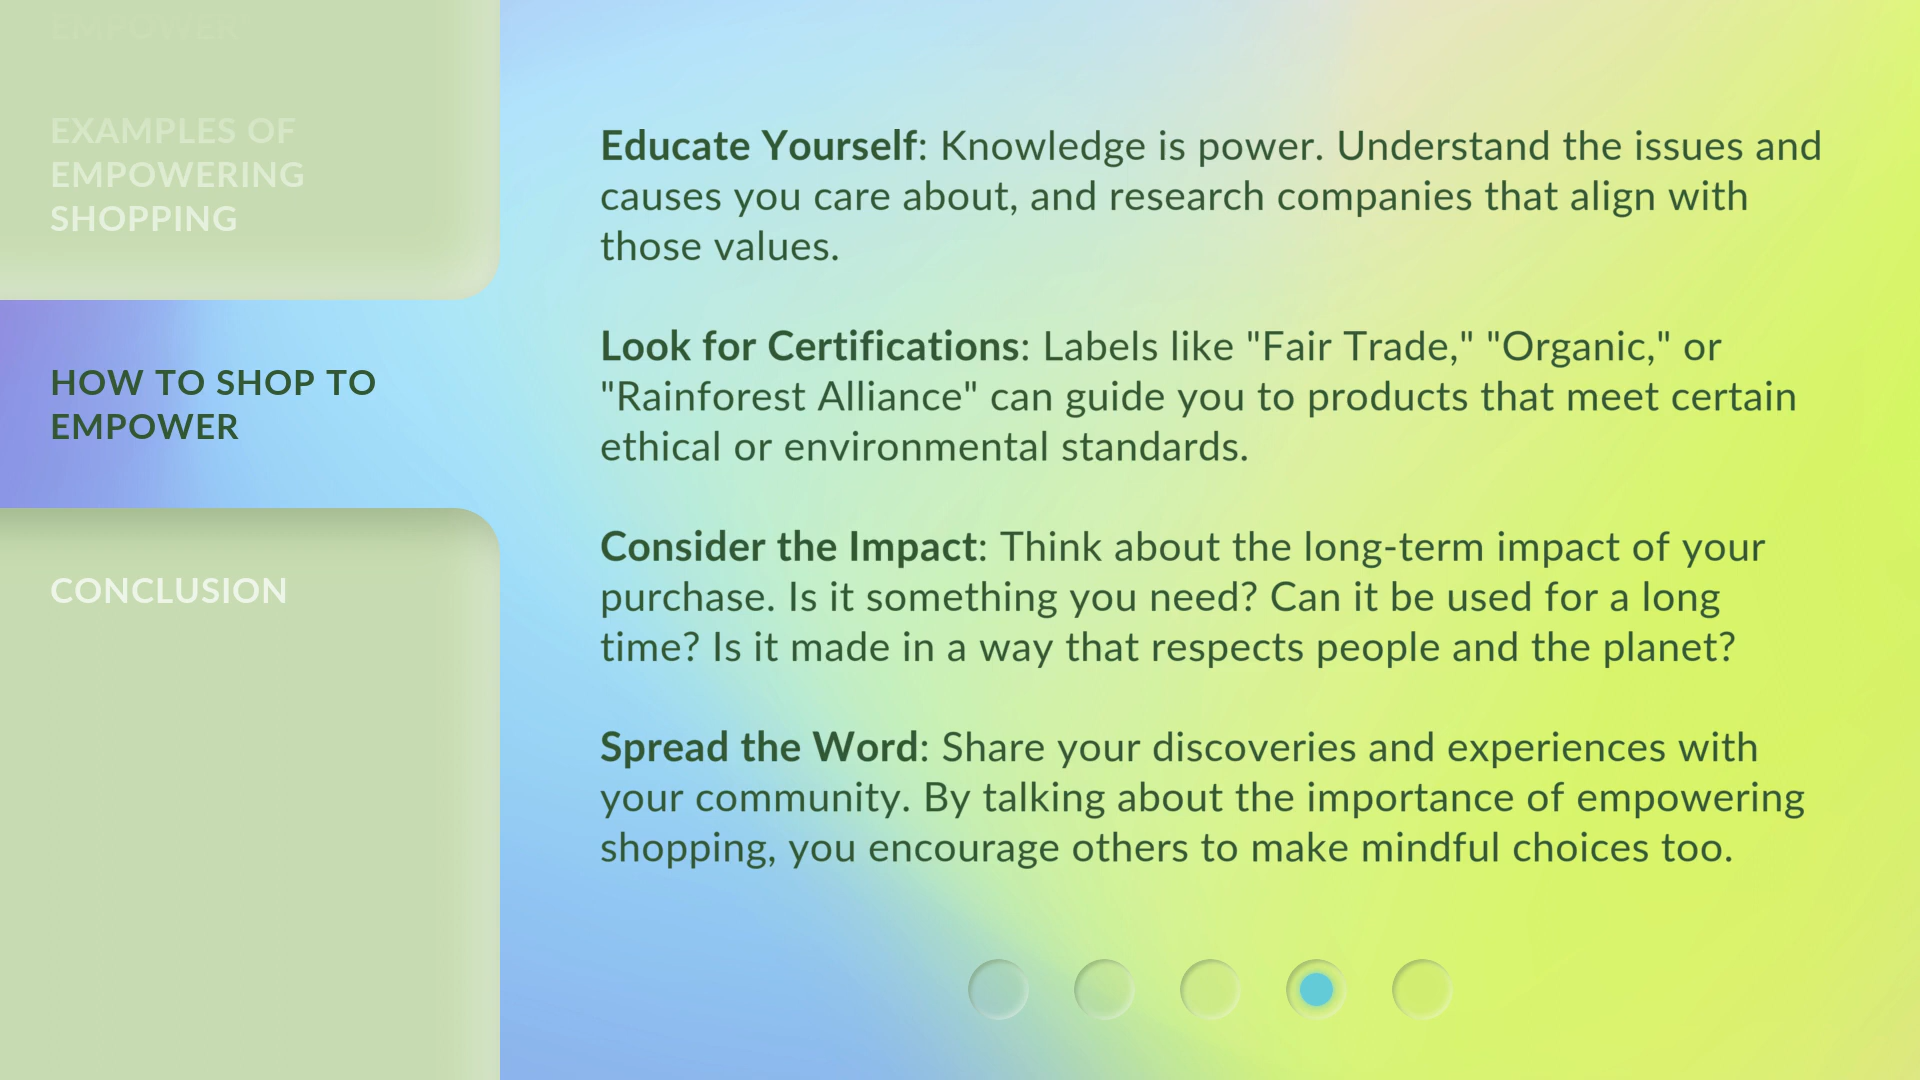 EMPOWER"
EXAMPLES OF
EMPOWERING
SHOPPING
HOW TO SHOP TO
EMPOWER
CONCLUSION
Educate Yourself: Knowledge is power. Understand the issues and
causes you care about, and research companies that align with
those values.
Look for Certifications: Labels like "Fair Trade," "Organic," or
"Rainforest Alliance" can guide you to products that meet certain
ethical or environmental standards.
Consider the Impact: Think about the long-term impact of your
purchase. Is it something you need? Can it be used for a long
time? Is it made in a way that respects people and the planet?
Spread the Word: Share your discoveries and experiences with
your community. By talking about the importance of empowering
shopping, you encourage others to make mindful choices too.